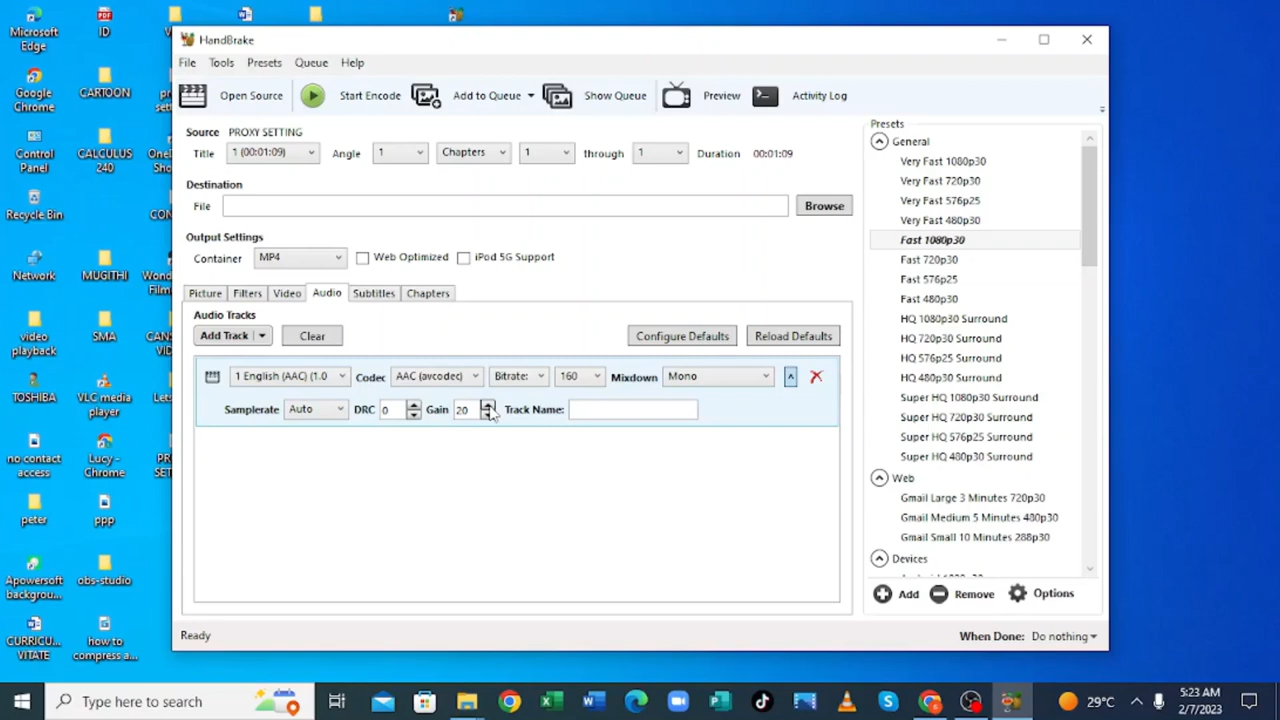 Microsoft
Edge
ID
Google
Chrome
CARTOON
Control
Panel
CALCULUS
240
Recycle Bin
Network
MUGITHI
video
playback
SMA
TOSHIBA
VLC media
player
no contact
access
Lucy -
Chrome
peter
ppp
Apowersoft
backgrou...
obs-studio
CURRICU...
VITATE
how to
compress a...
HandBrake
File Tools Presets Queue Help
Open Source Start Encode Add to Queue Show Queue Preview Activity Log
Source PROXY SETTING
Title 1 (00:01:09) Angle 1 Chapters 1 through 1 Duration 00:01:09
Destination
File Browse
Output Settings
Container MP4 Web Optimized iPod 5G Support
Picture Filters Video Audio Subtitles Chapters
Audio Tracks
Add Track Clear Configure Defaults Reload Defaults
1 English (AAC) (1.0 Codec AAC (avcodec) Bitrate: 160 Mixdown Mono
Samplerate Auto DRC 0 Gain 20 Track Name:
Ready When Done: Do nothing
Presets
General
Very Fast 1080p30
Very Fast 720p30
Very Fast 576p25
Very Fast 480p30
Fast 1080p30
Fast 720p30
Fast 576p25
Fast 480p30
HQ 1080p30 Surround
HQ 720p30 Surround
HQ 576p25 Surround
HQ 480p30 Surround
Super HQ 1080p30 Surround
Super HQ 720p30 Surround
Super HQ 576p25 Surround
Super HQ 480p30 Surround
Web
Gmail Large 3 Minutes 720p30
Gmail Medium 5 Minutes 480p30
Gmail Small 10 Minutes 288p30
Devices
Add Remove Options
Type here to search
29°C
5:23 AM
2/7/2023